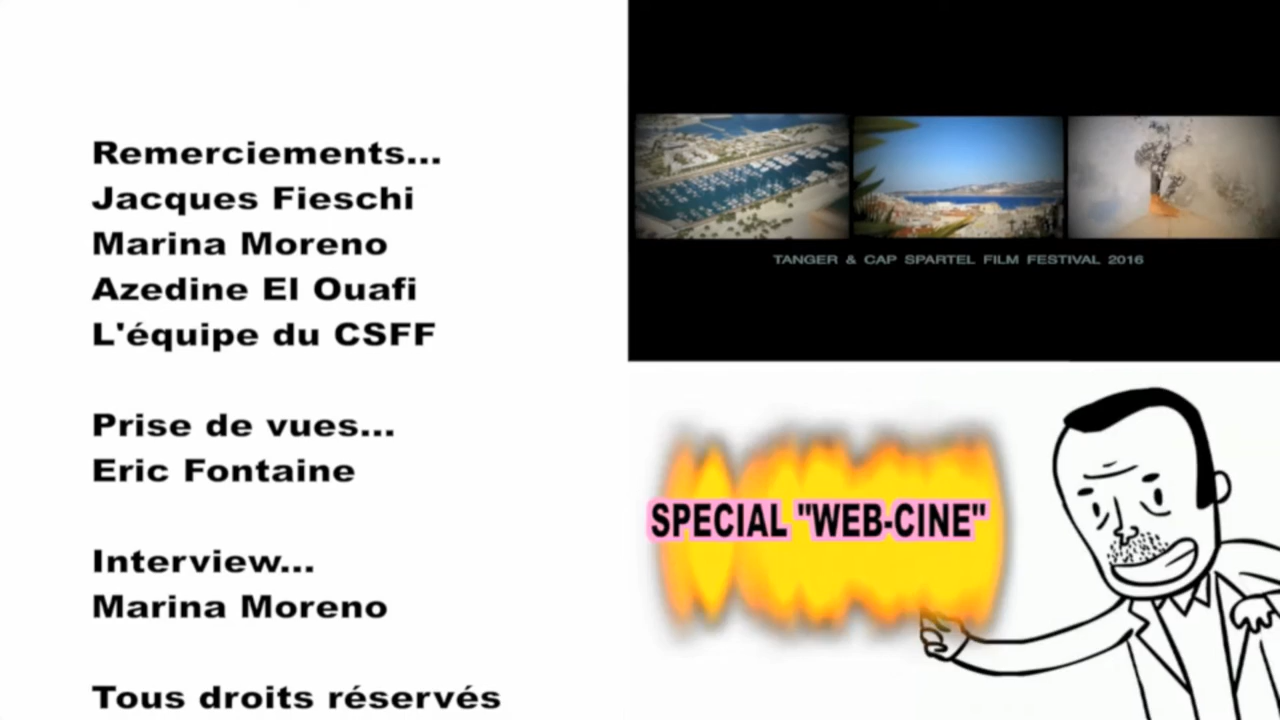 Remerciements...
Jacques Fieschi
Marina Moreno
Azedine El Ouafi
L'équipe du CSFF
Prise de vues...
Eric Fontaine
Interview...
Marina Moreno
Tous droits réservés
TANGER & CAP SPARTEL FILM FESTIVAL 2016
SPECIAL "WEB-CINE"